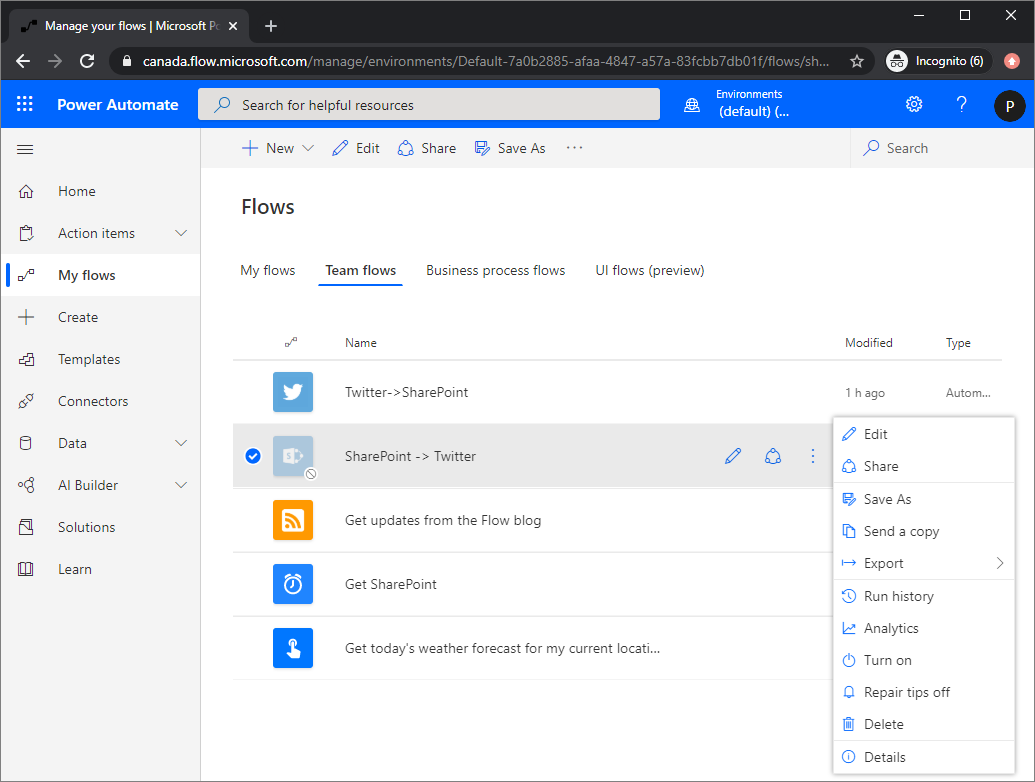 Manage your flows | Microsoft Po
canada.flow.microsoft.com/manage/environments/Default-7a0b2885-afaa-4847-a57a-83fcbb7db01f/flows/sh...
Incognito (6)
Power Automate
Search for helpful resources
Environments
(default) (...
?
P
New
Edit
Share
Save As
...
Search
Home
Action items
My flows
Create
Templates
Connectors
Data
AI Builder
Solutions
Learn
Flows
My flows
Team flows
Business process flows
UI flows (preview)
Name
Modified
Type
Twitter->SharePoint
1 h ago
Autom...
SharePoint -> Twitter
Get updates from the Flow blog
Get SharePoint
Get today's weather forecast for my current locati...
Edit
Share
Save As
Send a copy
Export
Run history
Analytics
Turn on
Repair tips off
Delete
Details